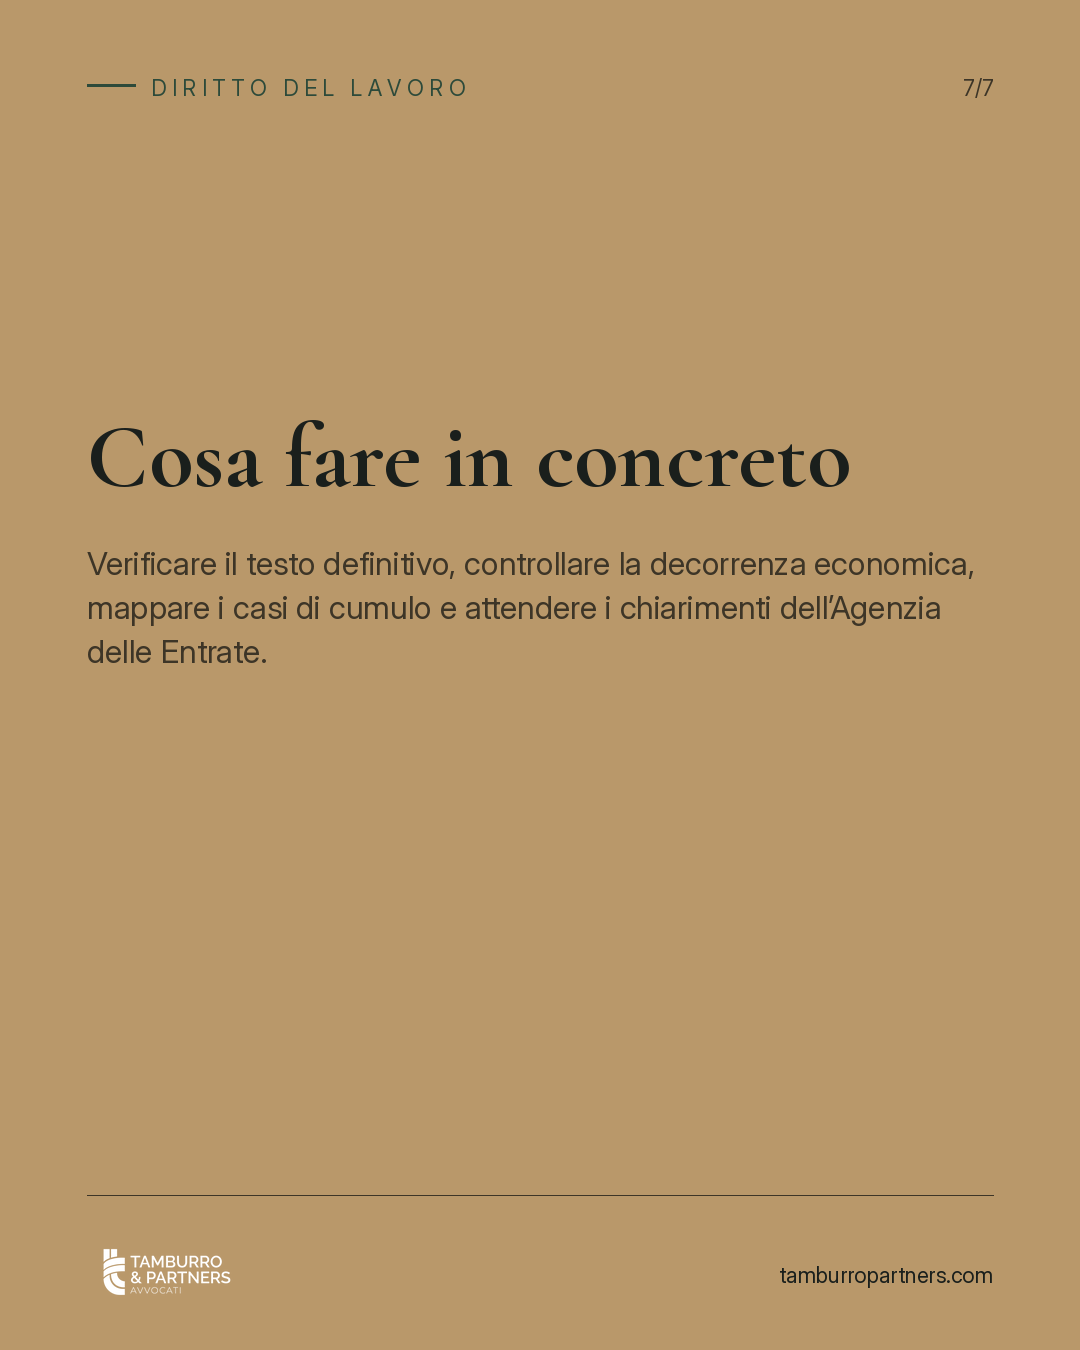 DIRITTO DEL LAVORO
7/7
Cosa fare in concreto
Verificare il testo definitivo, controllare la decorrenza economica,
mappare i casi di cumulo e attendere i chiarimenti dell’Agenzia
delle Entrate.
TAMBURRO
& PARTNERS
AVVOCATI
tamburropartners.com